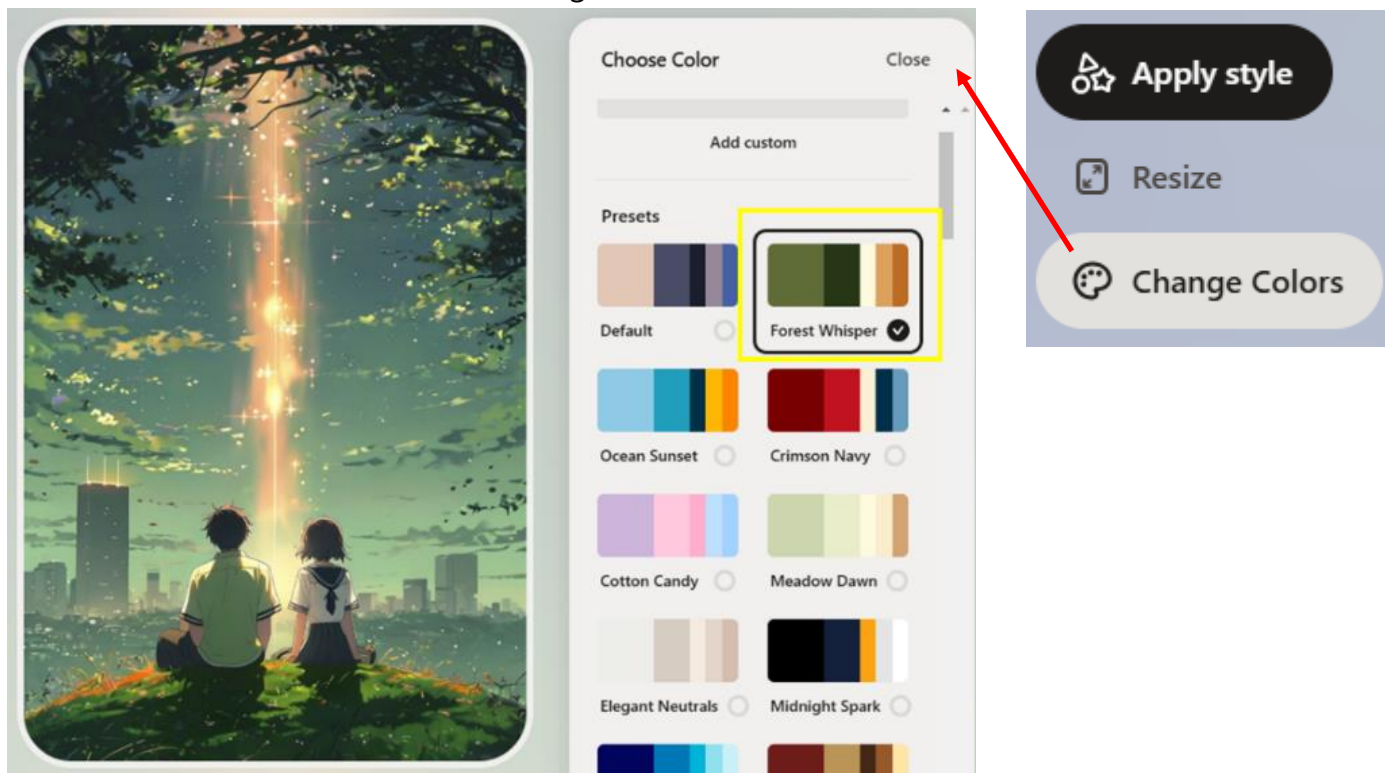 Choose Color
Close
Add custom
Presets
Default
Forest Whisper
Ocean Sunset
Crimson Navy
Cotton Candy
Meadow Dawn
Elegant Neutrals
Midnight Spark
Apply style
Resize
Change Colors